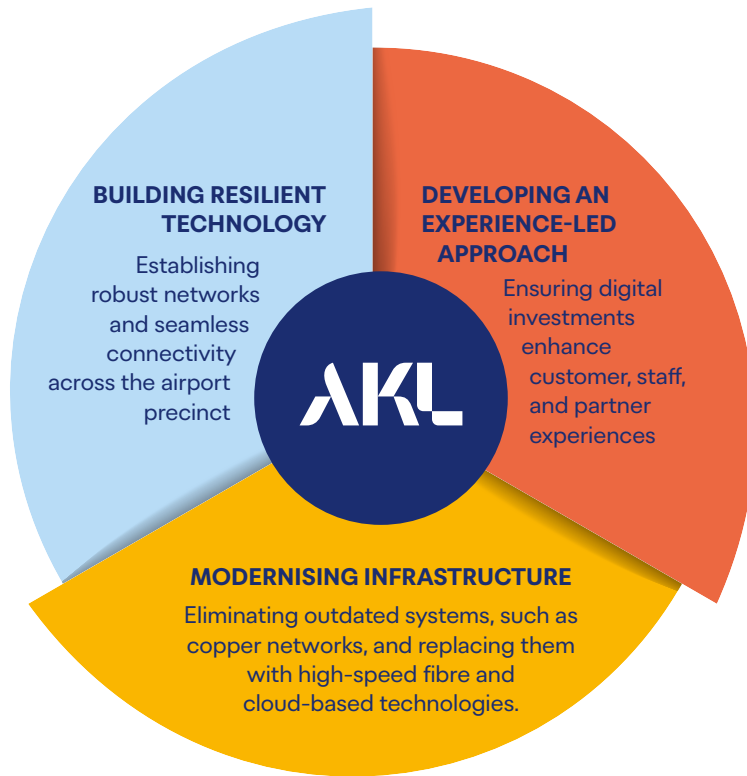 BUILDING RESILIENT
TECHNOLOGY
Establishing
robust networks
and seamless
connectivity
across the airport
precinct
DEVELOPING AN
EXPERIENCE-LED
APPROACH
Ensuring digital
investments
enhance
customer, staff,
and partner
experiences
AKL
MODERNISING INFRASTRUCTURE
Eliminating outdated systems, such as
copper networks, and replacing them
with high-speed fibre and
cloud-based technologies.